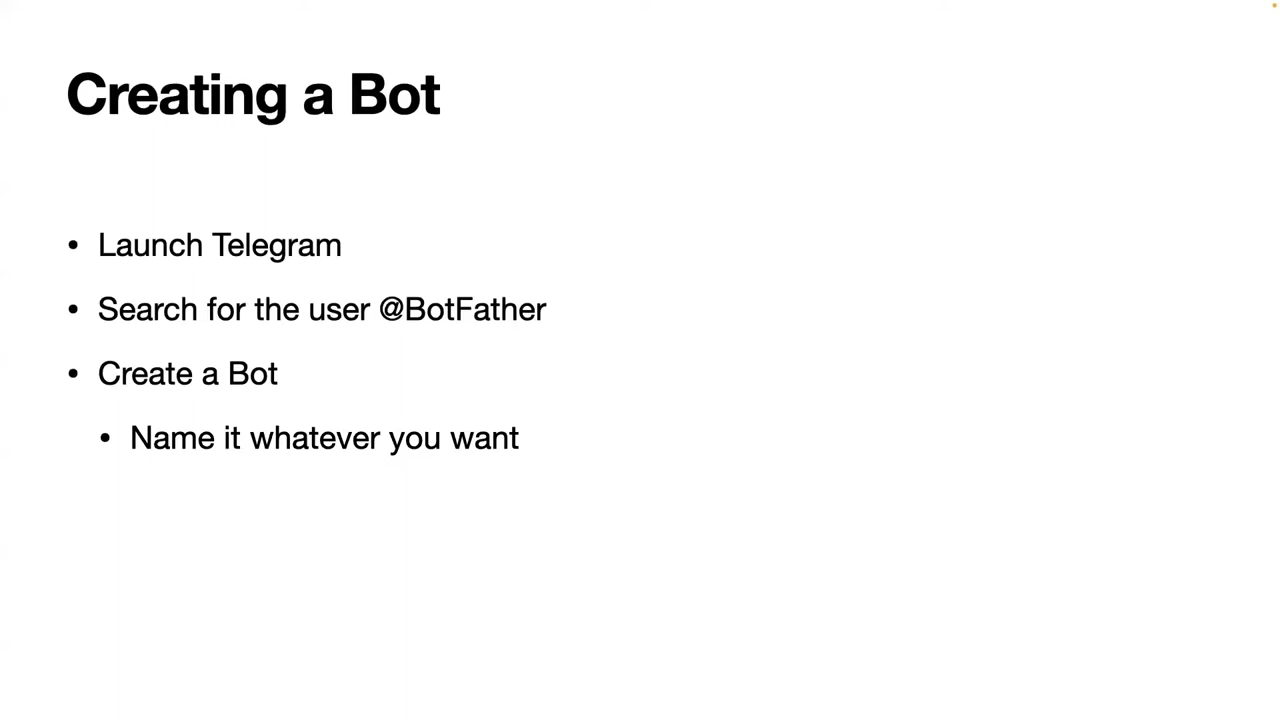 Creating a Bot
• Launch Telegram
• Search for the user @BotFather
• Create a Bot
• Name it whatever you want